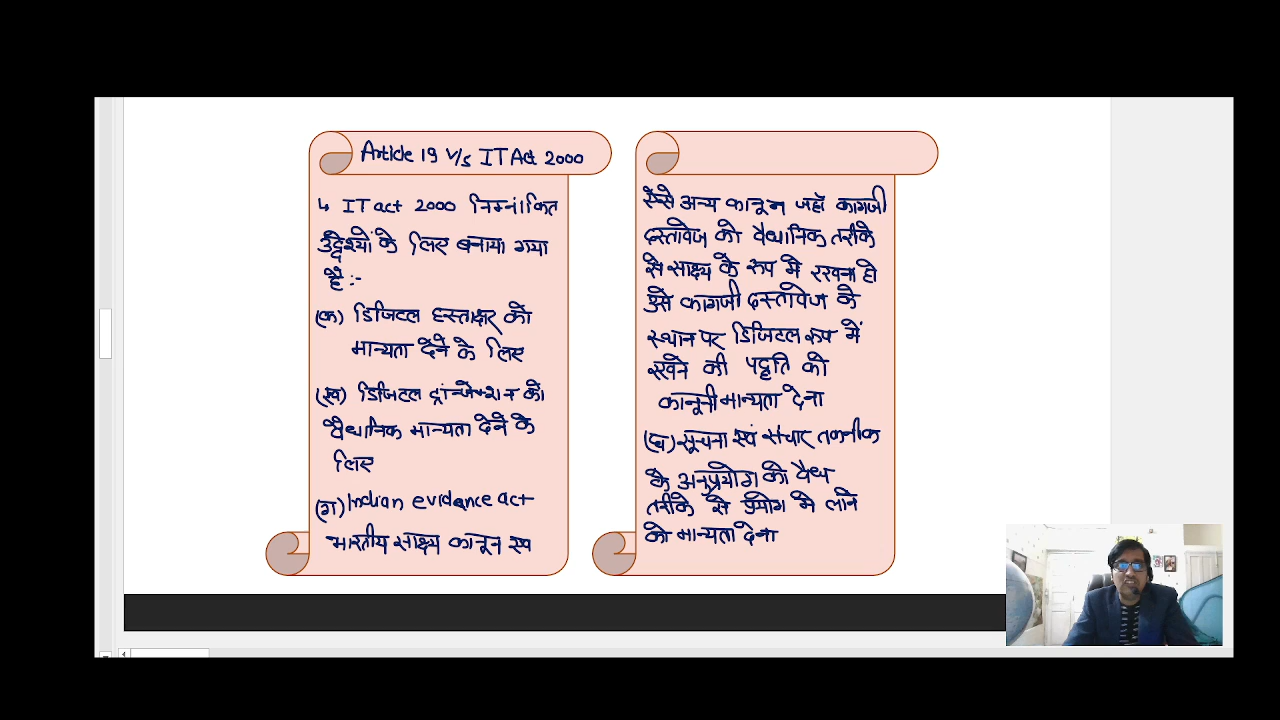 Article 19 V/s IT Act 2000
↳ IT act 2000 निम्नांकित
उद्देश्यों के लिए बनाया गया
है :-
(क) डिजिटल हस्ताक्षर को
मान्यता देने के लिए
(ख) डिजिटल ट्रांजेक्शन को
वैधानिक मान्यता देने के
लिए
(ग) Indian evidance act
भारतीय साक्ष्य कानून एवं
ऐसे अन्य कानून जहाँ कागजी
दस्तावेज को वैधानिक तरीके
से साक्ष्य के रूप में रखना हो
उसे कागजी दस्तावेज के
स्थान पर डिजिटल रूप में
रखने की पद्धति को
कानूनी मान्यता देना
(घ) सूचना एवं संचार तकनीक
के अनुप्रयोग को वैध
तरीके से प्रयोग में लाने
को मान्यता देना